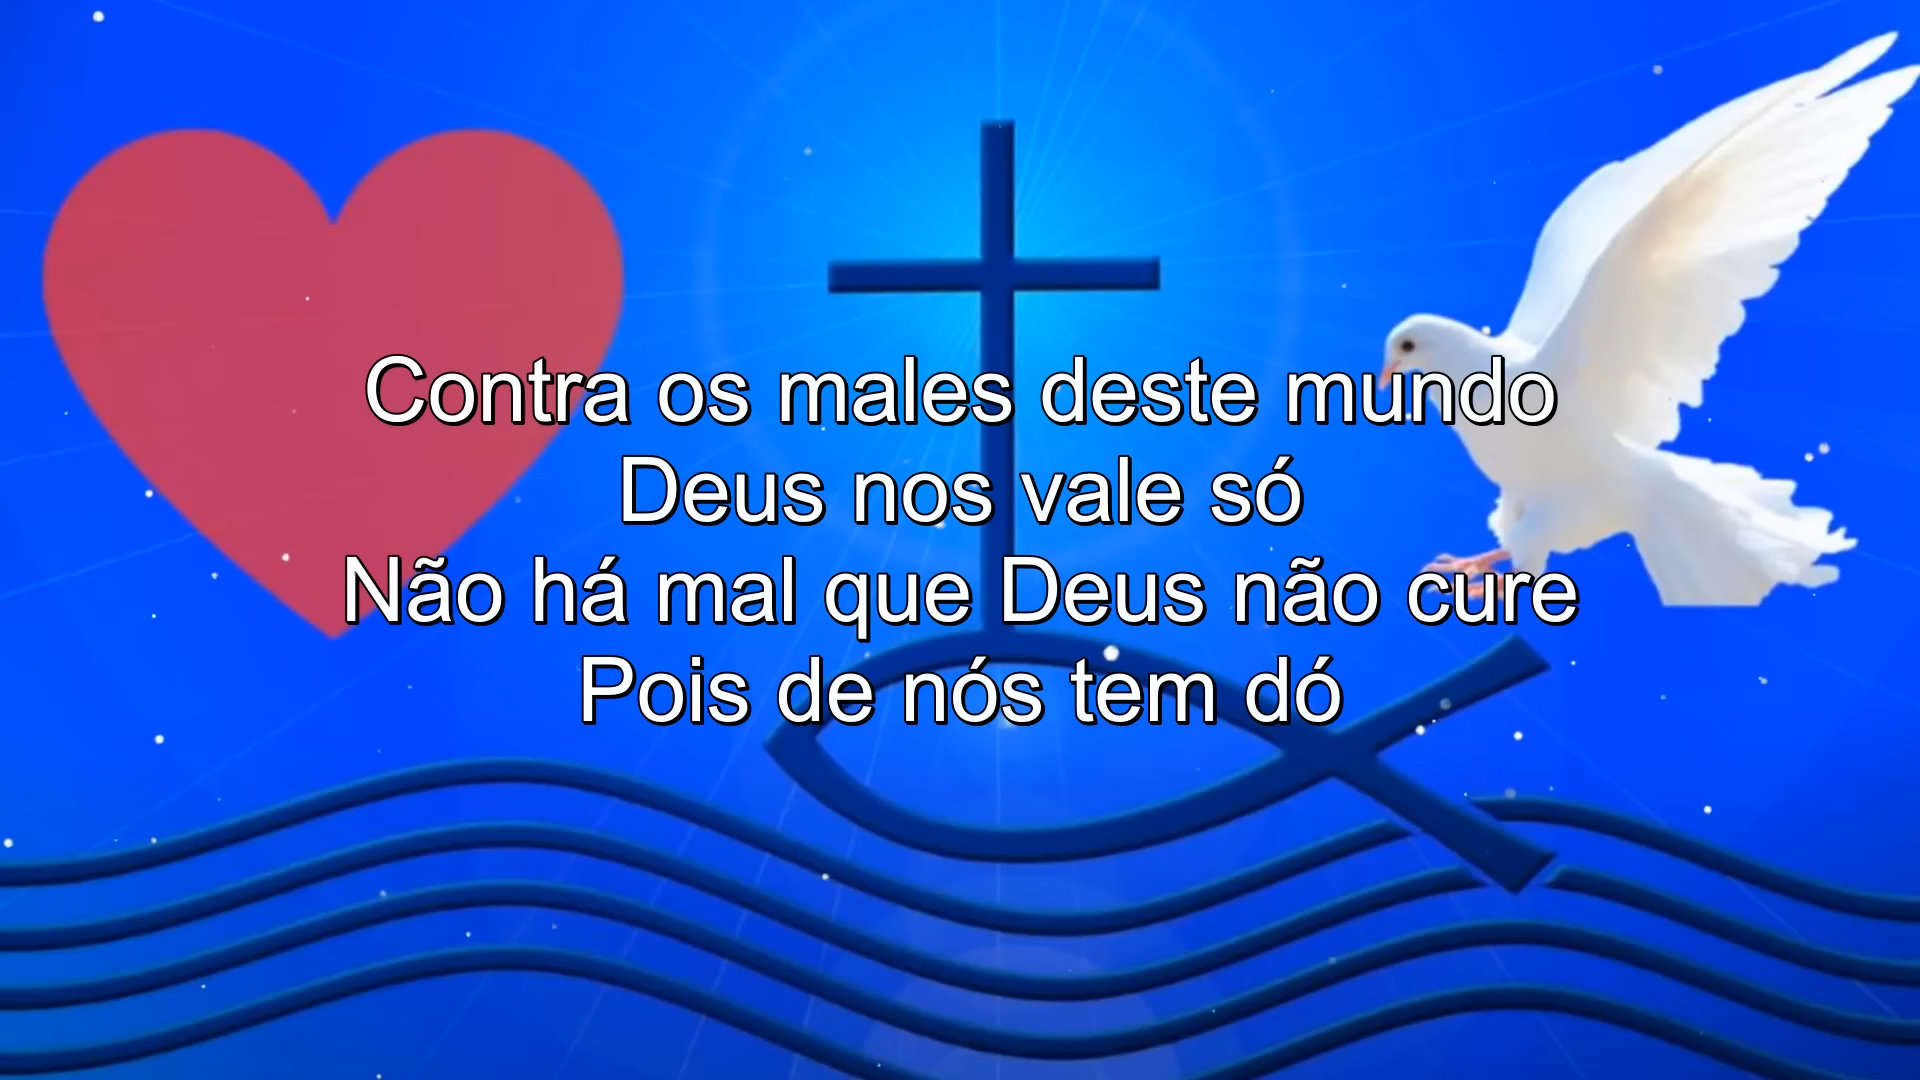 Contra os males deste mundo
Deus nos vale só
Não há mal que Deus não cure
Pois de nós tem dó